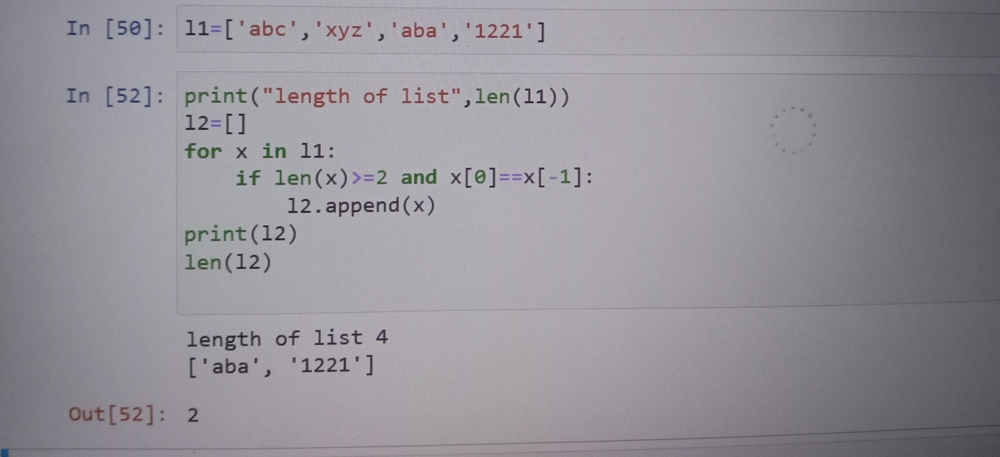 In [50]: l1=['abc','xyz','aba','1221']
In [52]: print("length of list",len(l1))
l2=[]
for x in l1:
    if len(x)>=2 and x[0]==x[-1]:
        l2.append(x)
print(l2)
len(l2)
length of list 4
['aba', '1221']
Out[52]: 2